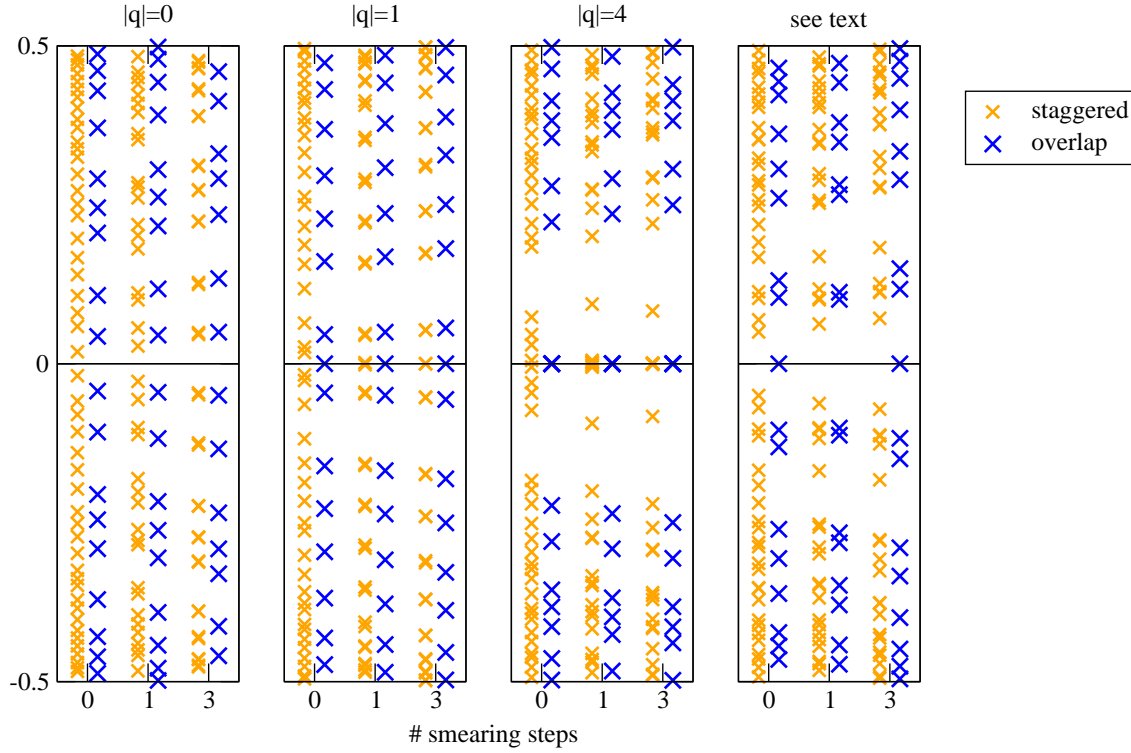 |q|=0 |q|=1 |q|=4 see text
0.5
0
-0.5
0 1 3 0 1 3 0 1 3 0 1 3
# smearing steps
staggered
overlap